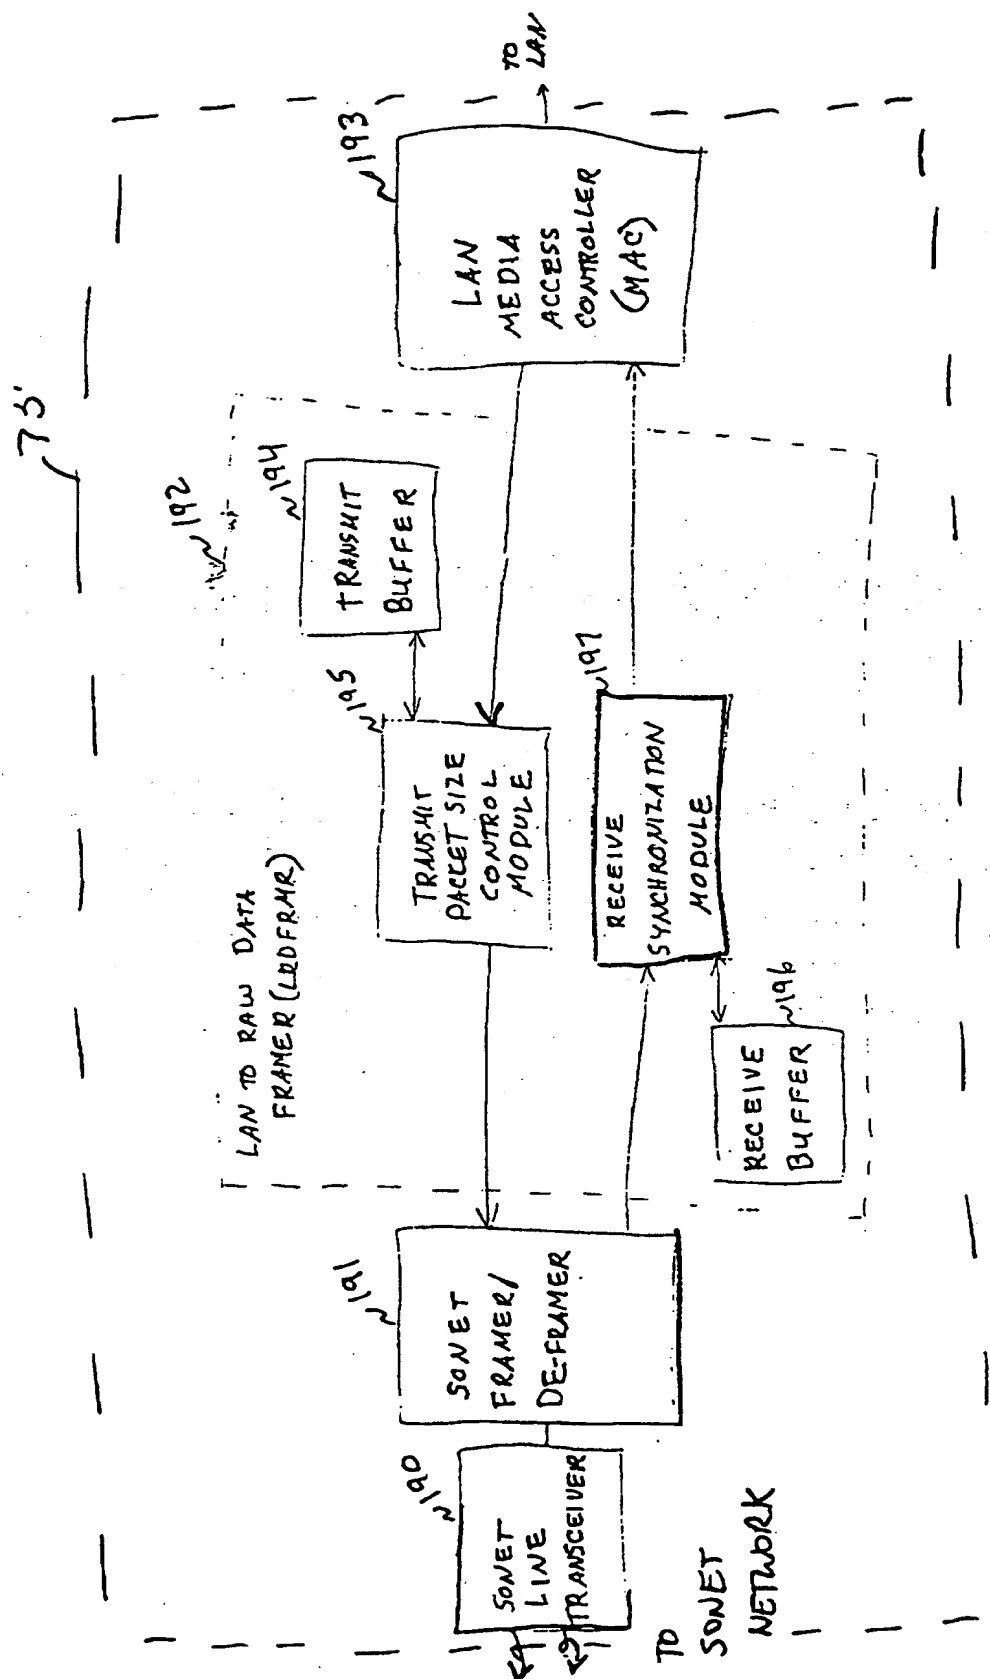 73'
192
LAN TO RAW DATA
FRAMER (LRDFRMR)
190
SONET
LINE
TRANSCEIVER
191
SONET
FRAMER/
DE-FRAMER
195
TRANSMIT
PACKET SIZE
CONTROL
MODULE
194
TRANSMIT
BUFFER
193
LAN
MEDIA
ACCESS
CONTROLLER
(MAC)
TO
LAN
197
RECEIVE
SYNCHRONIZATION
MODULE
196
RECEIVE
BUFFER
TO
SONET
NETWORK